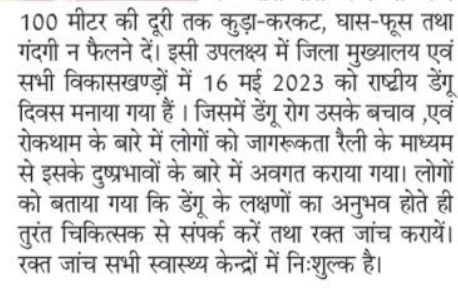 100 मीटर की दूरी तक कुड़ा-करकट, घास-फूस तथा
गंदगी न फैलने दें। इसी उपलक्ष्य में जिला मुख्यालय एवं
सभी विकासखण्ड़ों में 16 मई 2023 को राष्ट्रीय डेंगू
दिवस मनाया गया हैं । जिसमें डेंगू रोग उसके बचाव ,एवं
रोकथाम के बारे में लोगों को जागरूकता रैली के माध्यम
से इसके दुष्प्रभावों के बारे में अवगत कराया गया। लोगों
को बताया गया कि डेंगू के लक्षणों का अनुभव होते ही
तुरंत चिकित्सक से संपर्क करें तथा रक्त जांच करायें।
रक्त जांच सभी स्वास्थ्य केन्द्रों में निःशुल्क है।